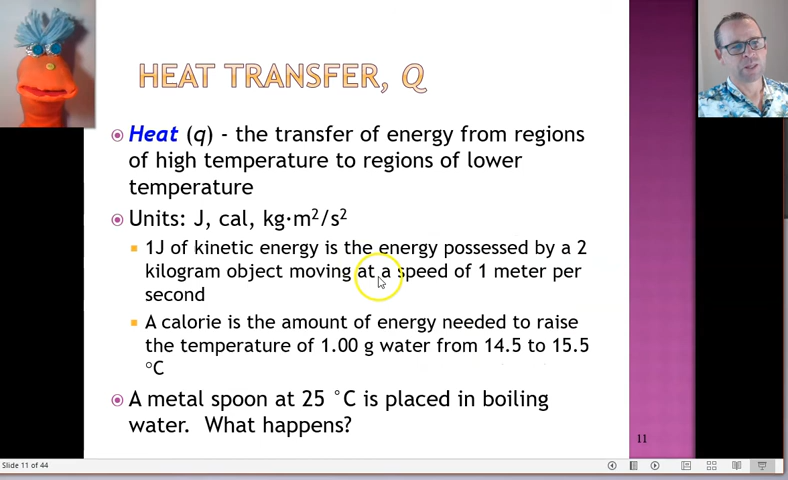 HEAT TRANSFER, Q
Heat (q) - the transfer of energy from regions
of high temperature to regions of lower
temperature
Units: J, cal, kg·m²/s²
1J of kinetic energy is the energy possessed by a 2
kilogram object moving at a speed of 1 meter per
second
A calorie is the amount of energy needed to raise
the temperature of 1.00 g water from 14.5 to 15.5
°C
A metal spoon at 25 °C is placed in boiling
water. What happens?
11
Slide 11 of 44